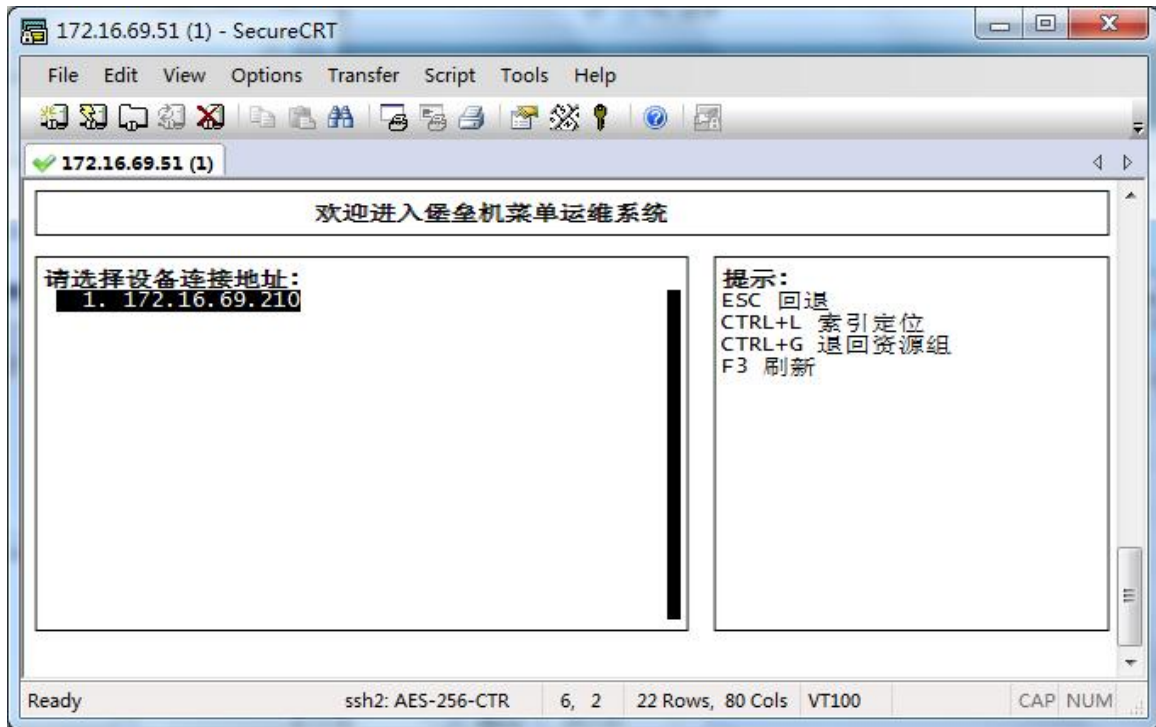 172.16.69.51 (1) - SecureCRT
File Edit View Options Transfer Script Tools Help
172.16.69.51 (1)
欢迎进入堡垒机菜单运维系统
请选择设备连接地址:
1. 172.16.69.210
提示:
ESC 回退
CTRL+L 索引定位
CTRL+G 退回资源组
F3 刷新
Ready ssh2: AES-256-CTR 6, 2 22 Rows, 80 Cols VT100 CAP NUM